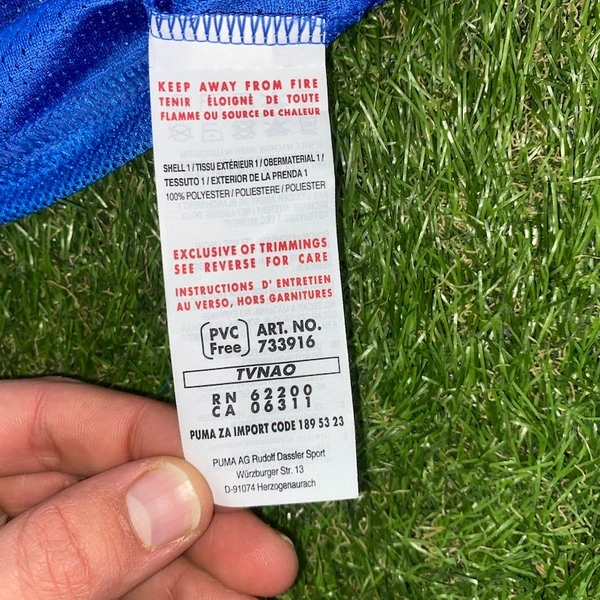 KEEP AWAY FROM FIRE
TENIR ÉLOIGNÉ DE TOUTE
FLAMME OU SOURCE DE CHALEUR
SHELL 1 / TISSU EXTÉRIEUR 1 / OBERMATERIAL 1 /
TESSUTO 1 / EXTERIOR DE LA PRENDA 1
100% POLYESTER / POLIESTERE / POLIESTER
EXCLUSIVE OF TRIMMINGS
SEE REVERSE FOR CARE
INSTRUCTIONS D' ENTRETIEN
AU VERSO, HORS GARNITURES
PVC Free ART. NO. 733916
TVNAO
RN 62200
CA 06311
PUMA ZA IMPORT CODE 189 53 23
PUMA AG Rudolf Dassler Sport
Würzburger Str. 13
D-91074 Herzogenaurach